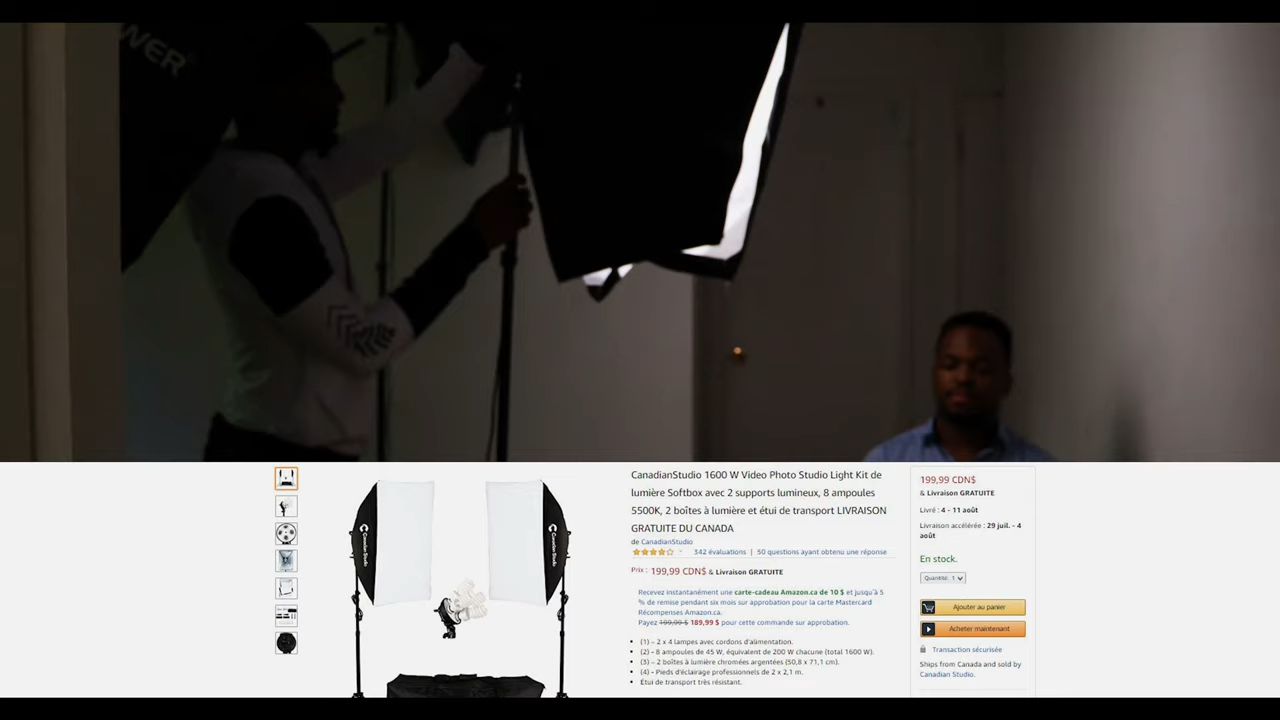 WER
CanadianStudio 1600 W Video Photo Studio Light Kit de
lumière Softbox avec 2 supports lumineux, 8 ampoules
5500K, 2 boîtes à lumière et étui de transport LIVRAISON
GRATUITE DU CANADA
de CanadianStudio
342 évaluations | 50 questions ayant obtenu une réponse
Prix : 199,99 CDN$ & Livraison GRATUITE
Recevez instantanément une carte-cadeau Amazon.ca de 10 $ et jusqu'à 5
% de remise pendant six mois sur approbation pour la carte Mastercard
Récompenses Amazon.ca.
Payez 199,99 $ 189,99 $ pour cette commande sur approbation.
(1) – 2 x 4 lampes avec cordons d'alimentation.
(2) – 8 ampoules de 45 W, équivalent de 200 W chacune (total 1600 W).
(3) – 2 boîtes à lumière chromées argentées (50,8 x 71,1 cm).
(4) – Pieds d'éclairage professionnels de 2 x 2,1 m.
Étui de transport très résistant.
199,99 CDN$
& Livraison GRATUITE
Livré : 4 - 11 août
Livraison accélérée : 29 juil. - 4
août
En stock.
Quantité : 1
Ajouter au panier
Acheter maintenant
Transaction sécurisée
Ships from Canada and sold by
Canadian Studio.
Canadian Studio
Canadian Studio